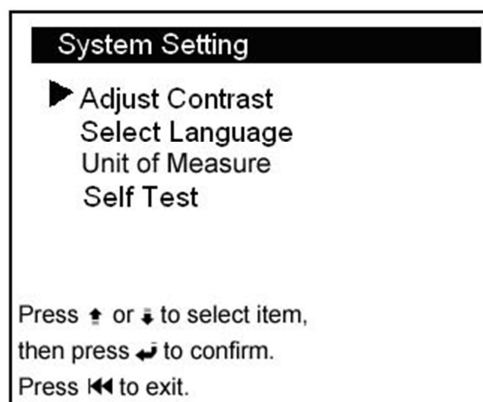 System Setting
Adjust Contrast
Select Language
Unit of Measure
Self Test
Press ⬆ or ⬇ to select item,
then press ↵ to confirm.
Press ⏮ to exit.